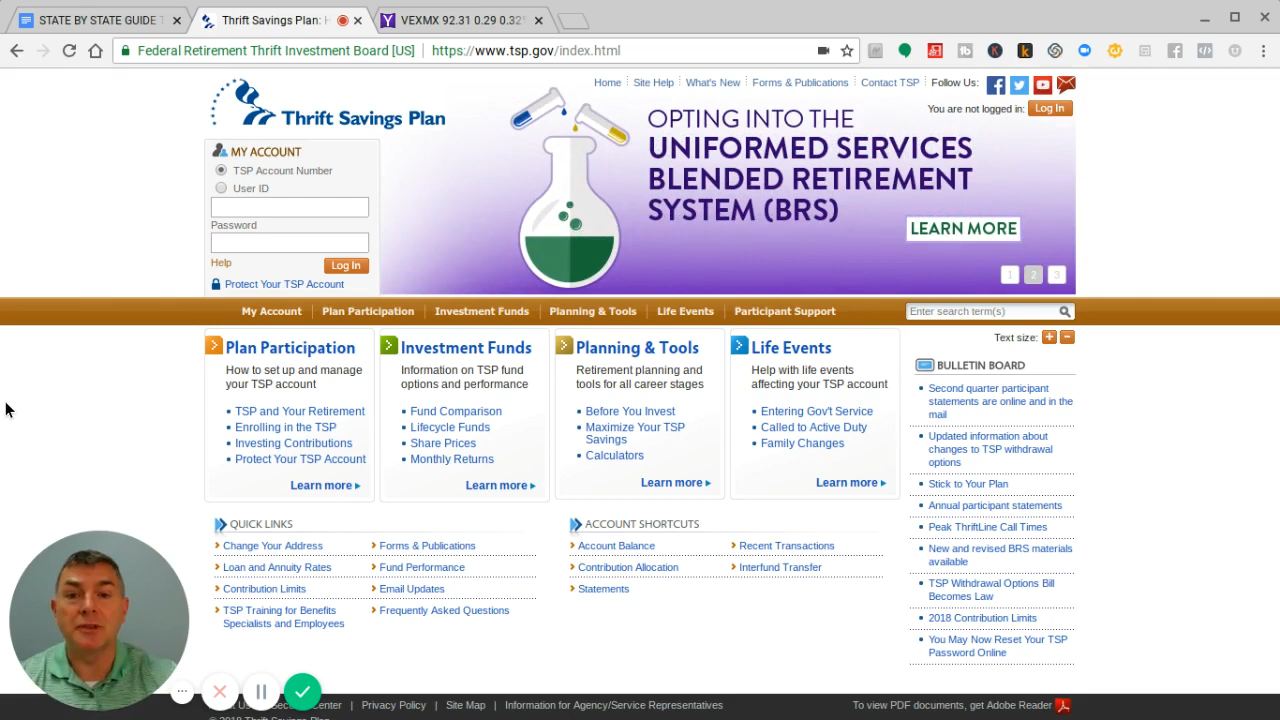 STATE BY STATE GUIDE T
Thrift Savings Plan: H
VEXMX 92.31 0.29 0.32%
Federal Retirement Thrift Investment Board [US] | https://www.tsp.gov/index.html
Home
Site Help
What's New
Forms & Publications
Contact TSP
Follow Us:
You are not logged in: Log In
Thrift Savings Plan
OPTING INTO THE
UNIFORMED SERVICES
BLENDED RETIREMENT
SYSTEM (BRS)
LEARN MORE
1 2 3
MY ACCOUNT
TSP Account Number
User ID
Password
Help
Log In
Protect Your TSP Account
My Account | Plan Participation | Investment Funds | Planning & Tools | Life Events | Participant Support
Enter search term(s)
Text size: + -
Plan Participation
How to set up and manage
your TSP account
TSP and Your Retirement
Enrolling in the TSP
Investing Contributions
Protect Your TSP Account
Learn more
Investment Funds
Information on TSP fund
options and performance
Fund Comparison
Lifecycle Funds
Share Prices
Monthly Returns
Learn more
Planning & Tools
Retirement planning and
tools for all career stages
Before You Invest
Maximize Your TSP
Savings
Calculators
Learn more
Life Events
Help with life events
affecting your TSP account
Entering Gov't Service
Called to Active Duty
Family Changes
Learn more
BULLETIN BOARD
Second quarter participant
statements are online and in the
mail
Updated information about
changes to TSP withdrawal
options
Stick to Your Plan
Annual participant statements
Peak ThriftLine Call Times
New and revised BRS materials
available
TSP Withdrawal Options Bill
Becomes Law
2018 Contribution Limits
You May Now Reset Your TSP
Password Online
QUICK LINKS
Change Your Address
Loan and Annuity Rates
Contribution Limits
TSP Training for Benefits
Specialists and Employees
Forms & Publications
Fund Performance
Email Updates
Frequently Asked Questions
ACCOUNT SHORTCUTS
Account Balance
Contribution Allocation
Statements
Recent Transactions
Interfund Transfer
Center | Privacy Policy | Site Map | Information for Agency/Service Representatives
To view PDF documents, get Adobe Reader
2018 Thrift Savings Plan